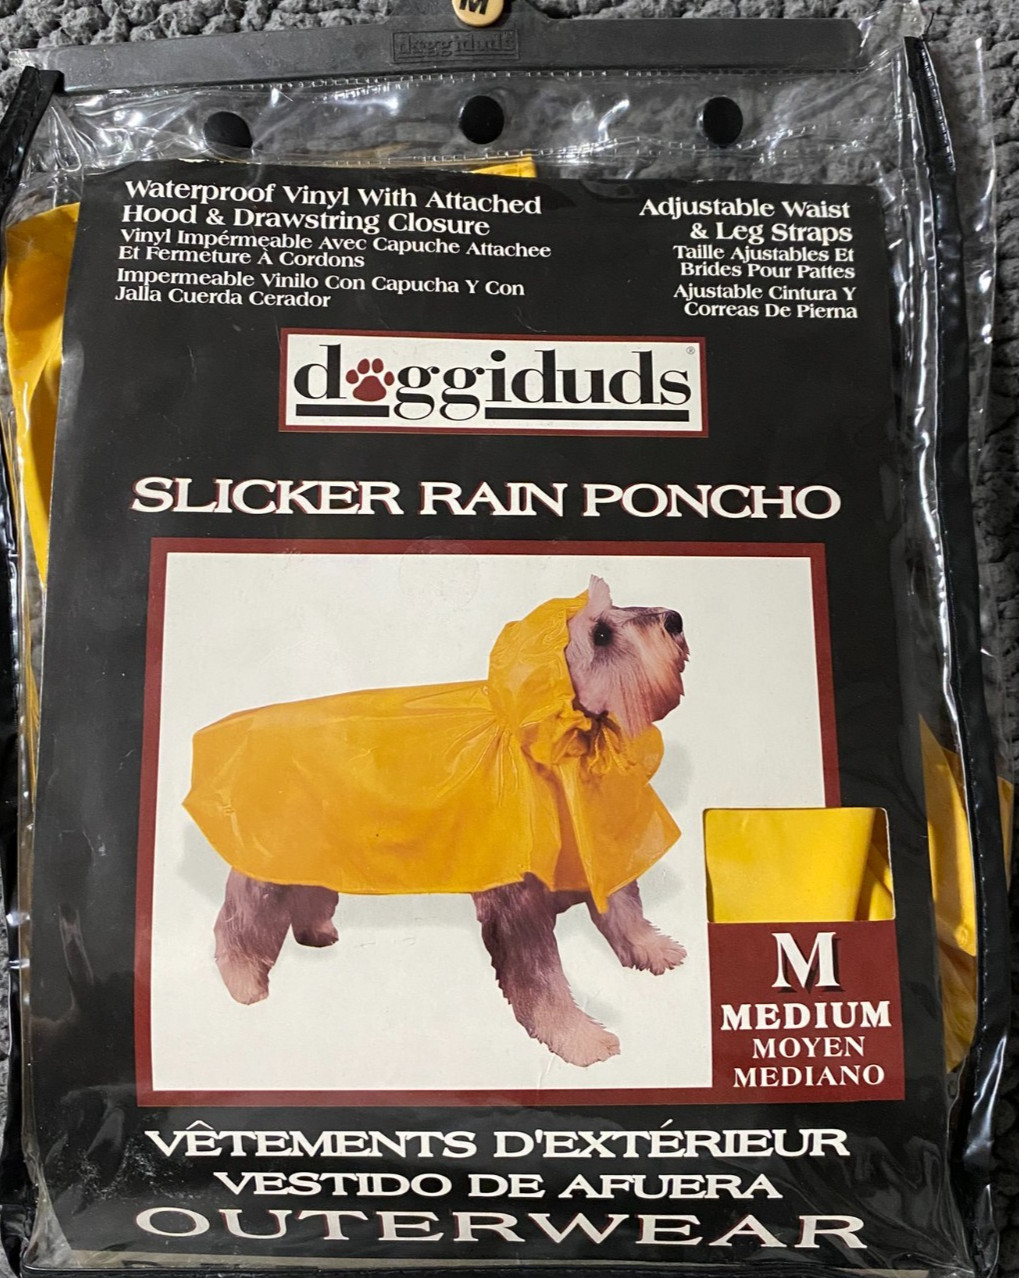 M
doggiduds
Waterproof Vinyl With Attached
Hood & Drawstring Closure
Vinyl Impérmeable Avec Capuche Attachee
Et Fermeture À Cordons
Impermeable Vinilo Con Capucha Y Con
Jalla Cuerda Cerador
Adjustable Waist
& Leg Straps
Taille Ajustables Et
Brides Pour Pattes
Ajustable Cintura Y
Correas De Pierna
doggiduds®
SLICKER RAIN PONCHO
M
MEDIUM
MOYEN
MEDIANO
VÊTEMENTS D'EXTÉRIEUR
VESTIDO DE AFUERA
OUTERWEAR